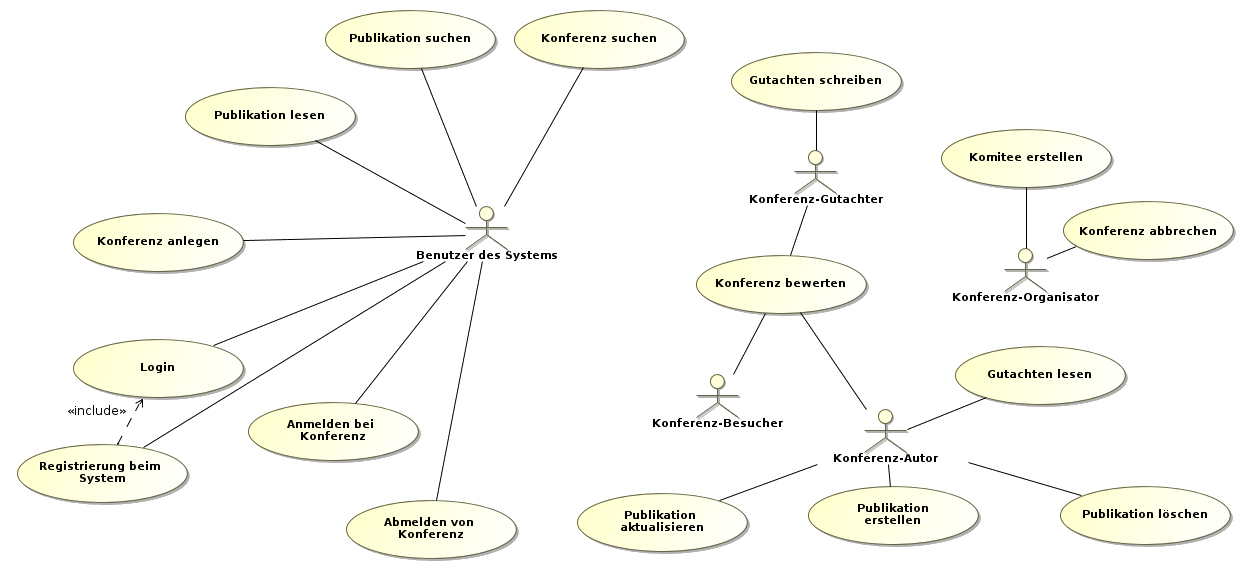 Publikation suchen
Konferenz suchen
Gutachten schreiben
Publikation lesen
Komitee erstellen
Konferenz-Gutachter
Konferenz abbrechen
Konferenz anlegen
Benutzer des Systems
Konferenz bewerten
Konferenz-Organisator
Login
Gutachten lesen
«include»
Konferenz-Besucher
Anmelden bei
Konferenz
Konferenz-Autor
Registrierung beim
System
Abmelden von
Konferenz
Publikation
aktualisieren
Publikation
erstellen
Publikation löschen